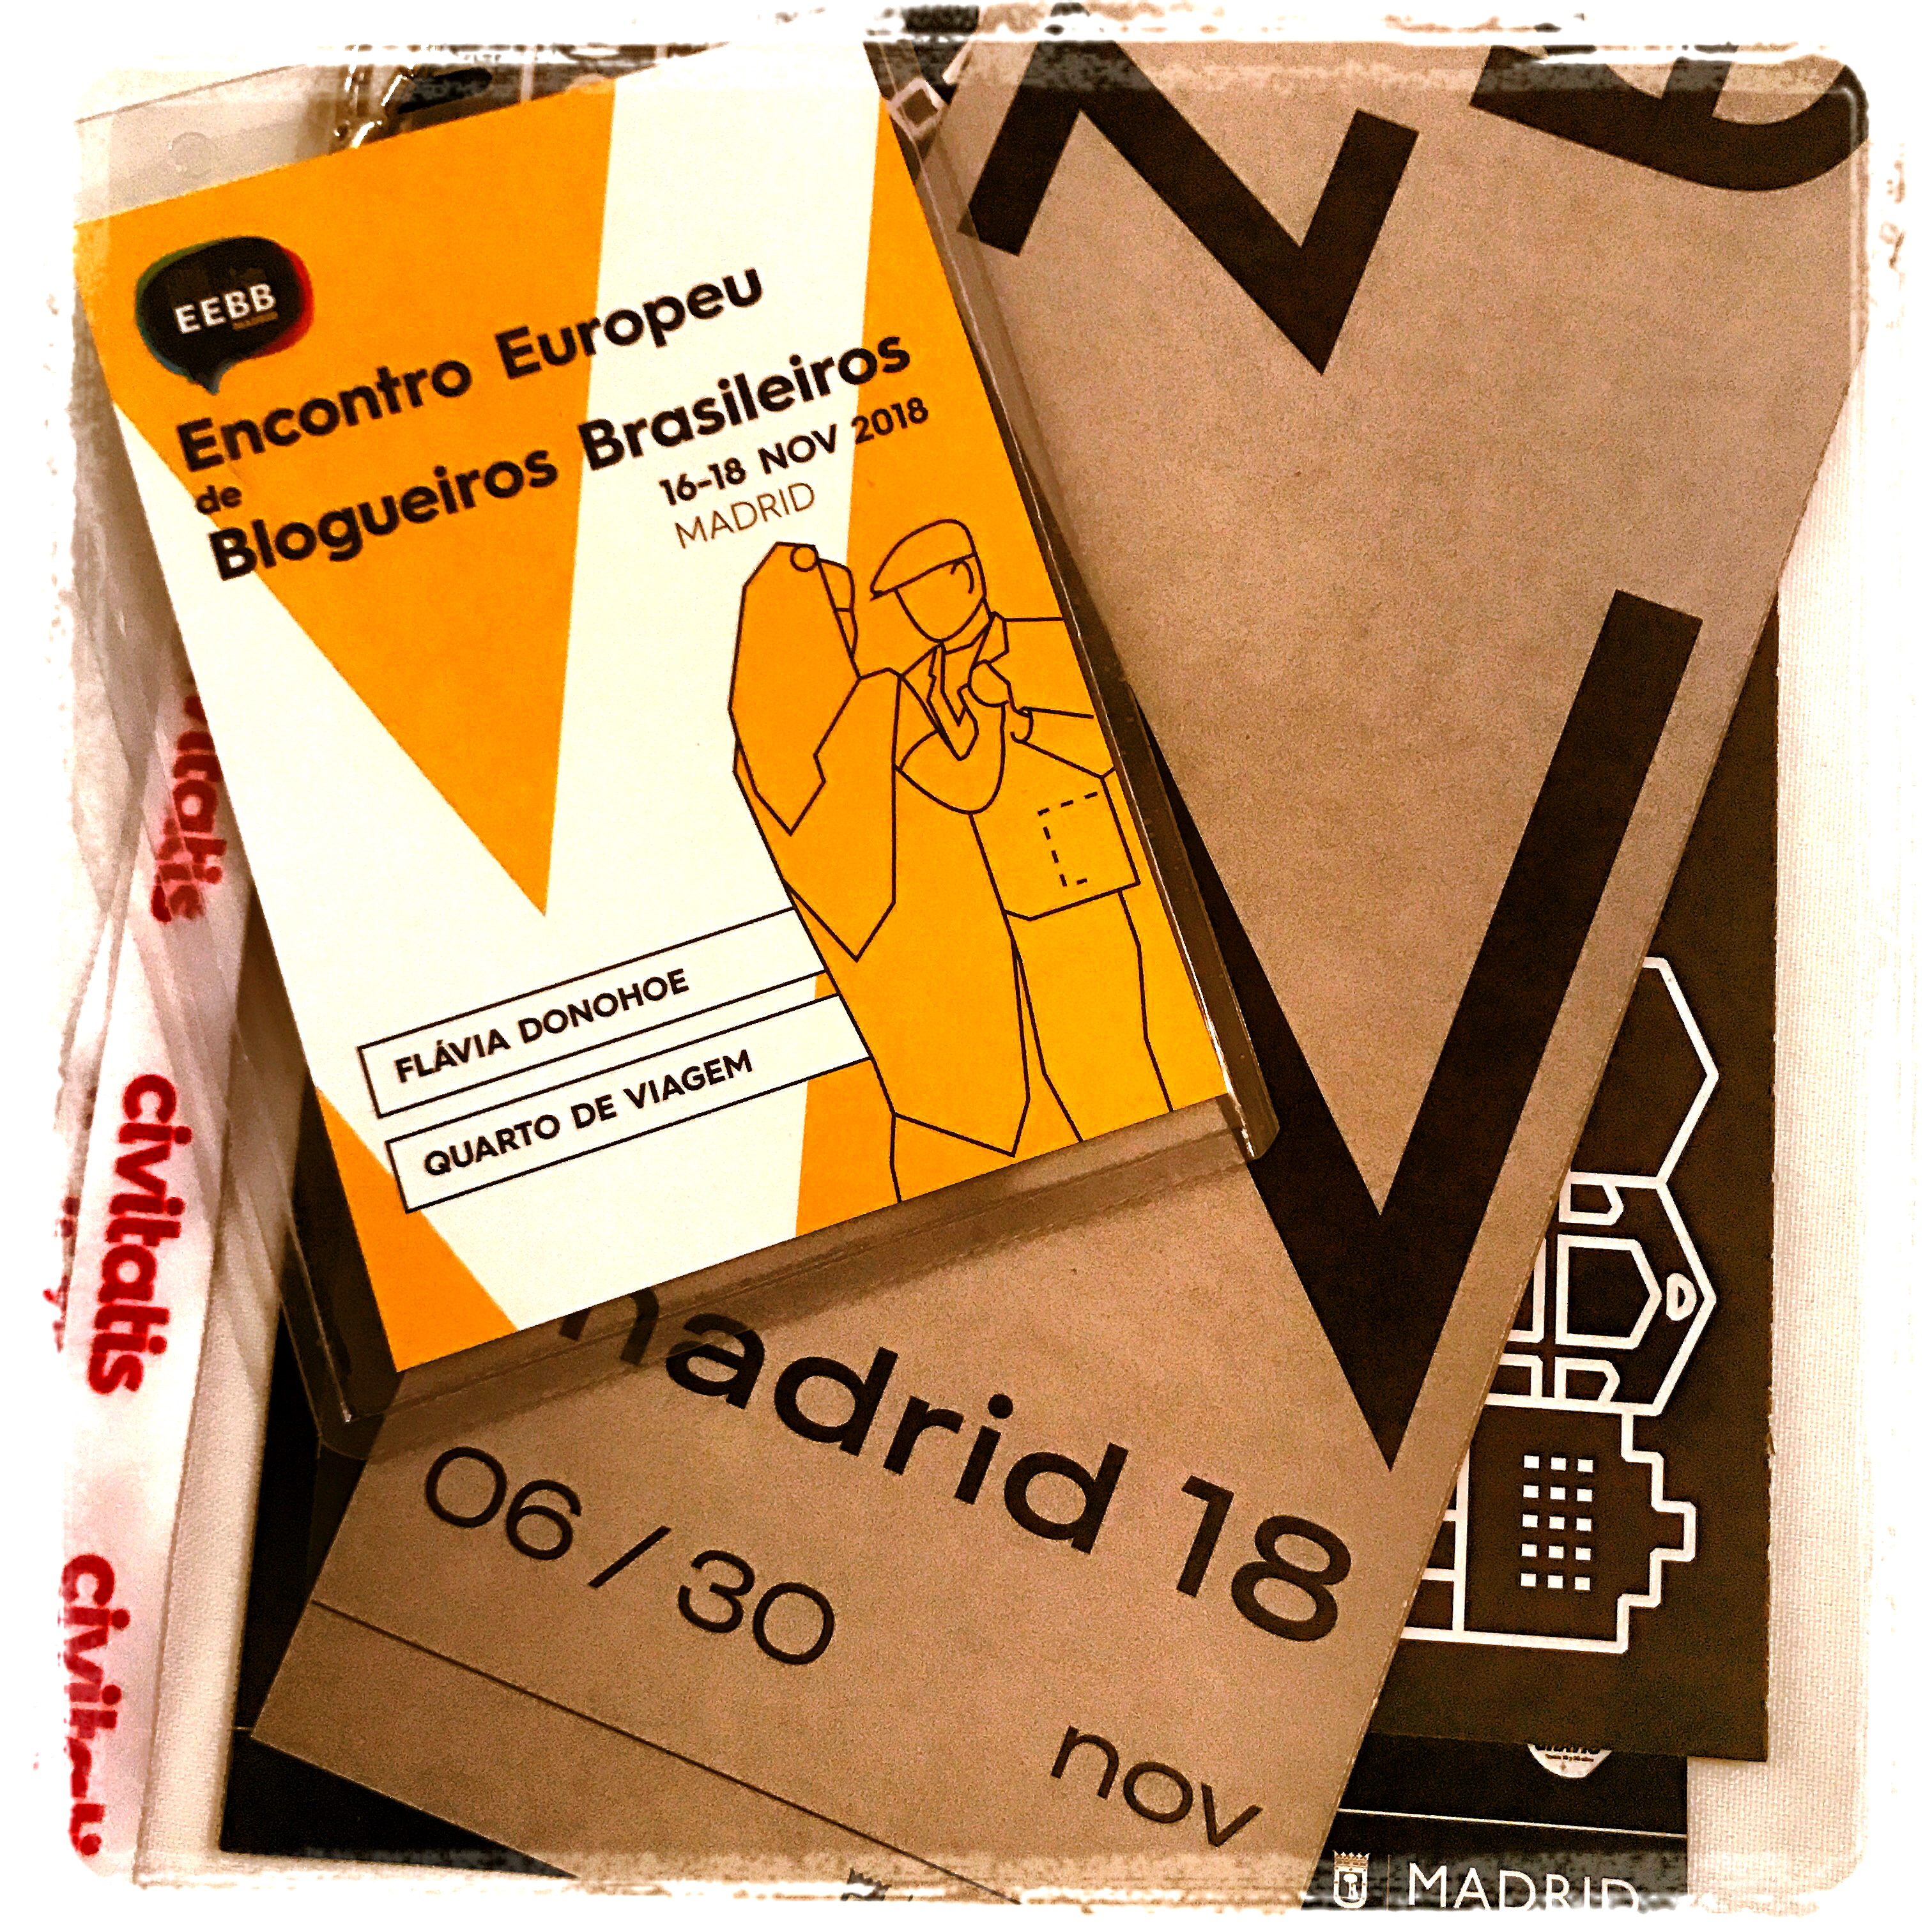 EEBB
Encontro Europeu
de
Blogueiros Brasileiros
16-18 NOV 2018
MADRID
FLÁVIA DONOHOE
QUARTO DE VIAGEM
civitatis
madrid 18
06 / 30
nov
MADRID